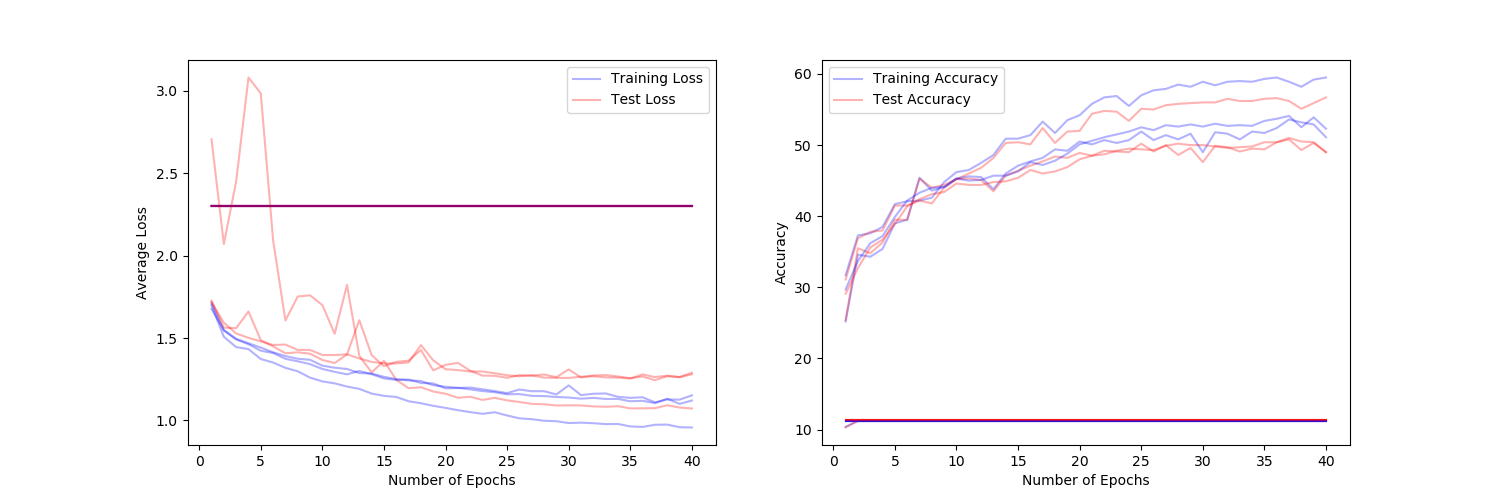 Training Loss
Test Loss
3.0
2.5
2.0
1.5
1.0
Average Loss
0 5 10 15 20 25 30 35 40
Number of Epochs
Training Accuracy
Test Accuracy
60
50
40
30
20
10
Accuracy
0 5 10 15 20 25 30 35 40
Number of Epochs